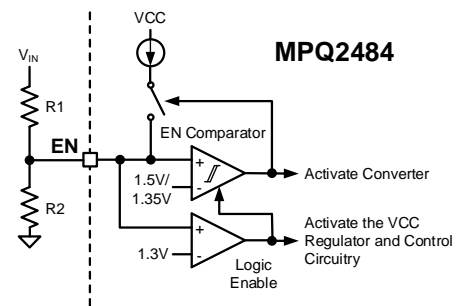 VCC
MPQ2484
VIN
R1
EN
EN Comparator
+
1.5V/
1.35V
-
Activate Converter
R2
+
1.3V
-
Logic
Enable
Activate the VCC
Regulator and Control
Circuitry